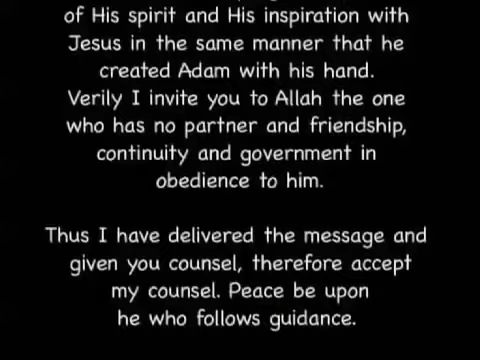 of His spirit and His inspiration with
Jesus in the same manner that he
created Adam with his hand.
Verily I invite you to Allah the one
who has no partner and friendship,
continuity and government in
obedience to him.
Thus I have delivered the message and
given you counsel, therefore accept
my counsel. Peace be upon
he who follows guidance.